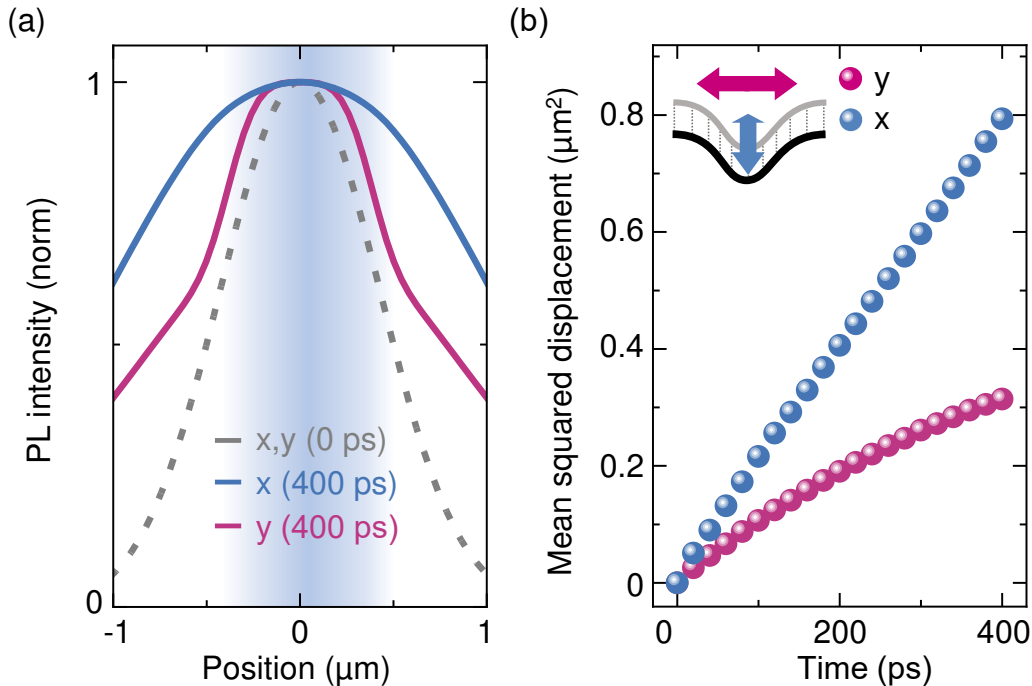 (a)
PL intensity (norm)
1
0
x,y (0 ps)
x (400 ps)
y (400 ps)
-1
0
1
Position (μm)
(b)
Mean squared displacement (μm²)
0.8
0.6
0.4
0.2
0
y
x
0
200
400
Time (ps)